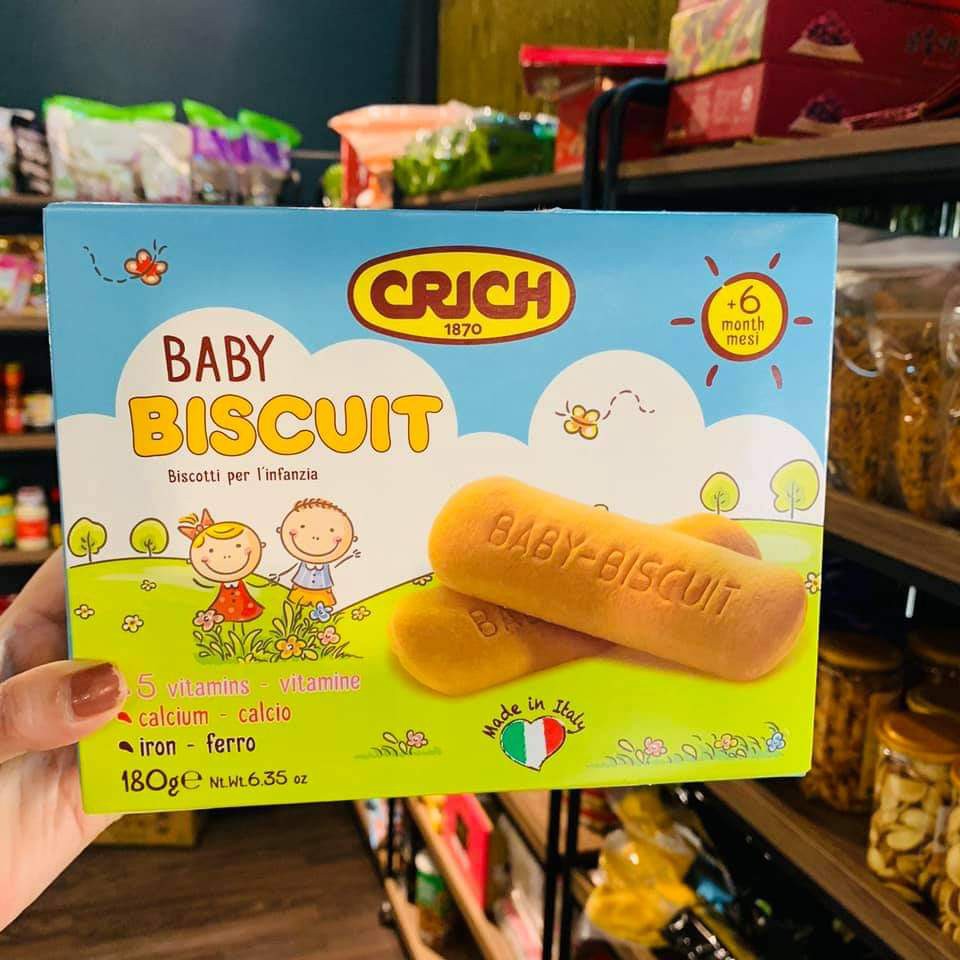 CRICH
1870
+6
month
mesi
BABY
BISCUIT
Biscotti per l'infanzia
BABY-BISCUIT
Made in Italy
5 vitamins - vitamine
calcium - calcio
iron - ferro
180g℮ Nt.Wt.6.35 oz